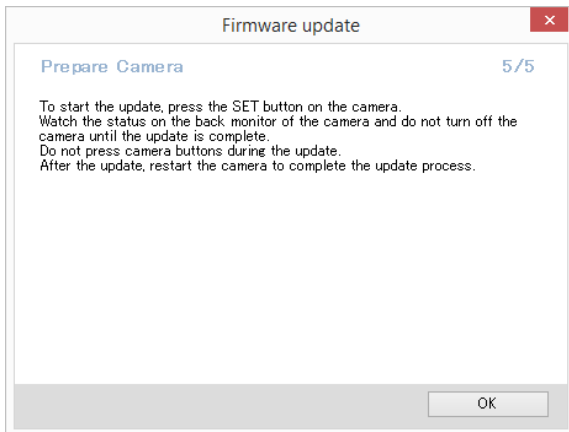 Firmware update
Prepare Camera 5/5
To start the update, press the SET button on the camera.
Watch the status on the back monitor of the camera and do not turn off the
camera until the update is complete.
Do not press camera buttons during the update.
After the update, restart the camera to complete the update process.
OK